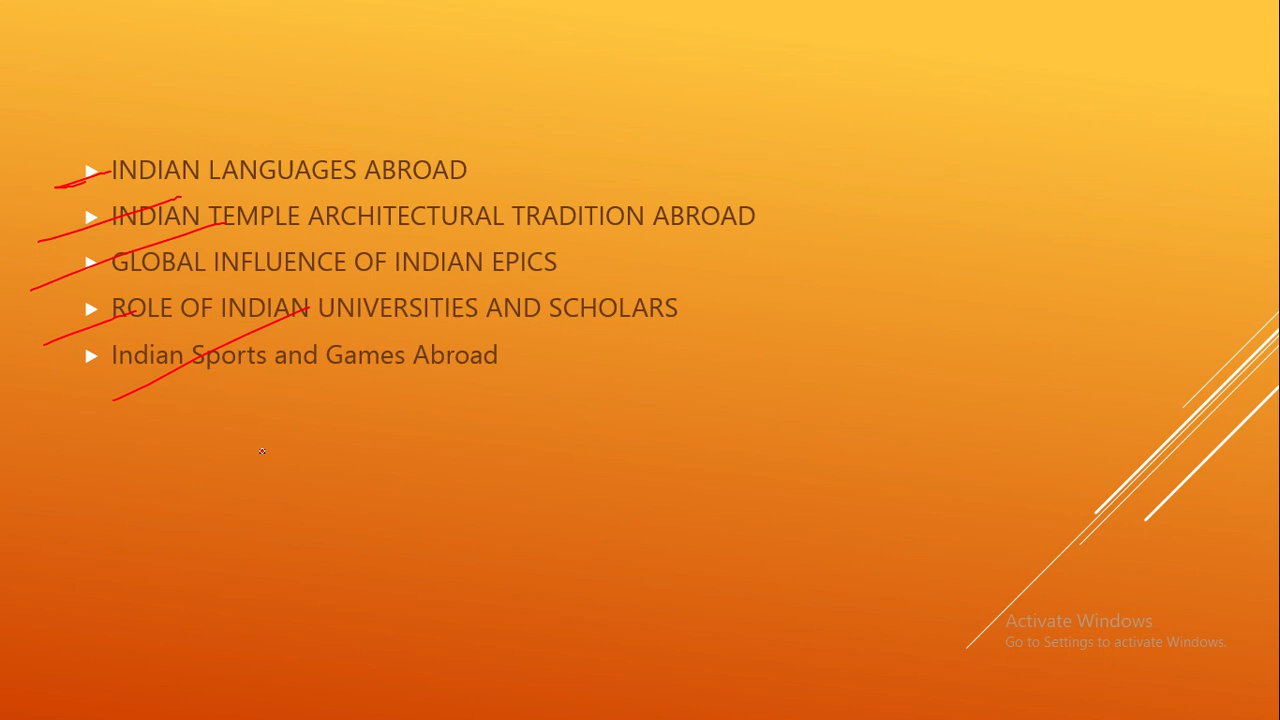 INDIAN LANGUAGES ABROAD
INDIAN TEMPLE ARCHITECTURAL TRADITION ABROAD
GLOBAL INFLUENCE OF INDIAN EPICS
ROLE OF INDIAN UNIVERSITIES AND SCHOLARS
Indian Sports and Games Abroad
Activate Windows
Go to Settings to activate Windows.